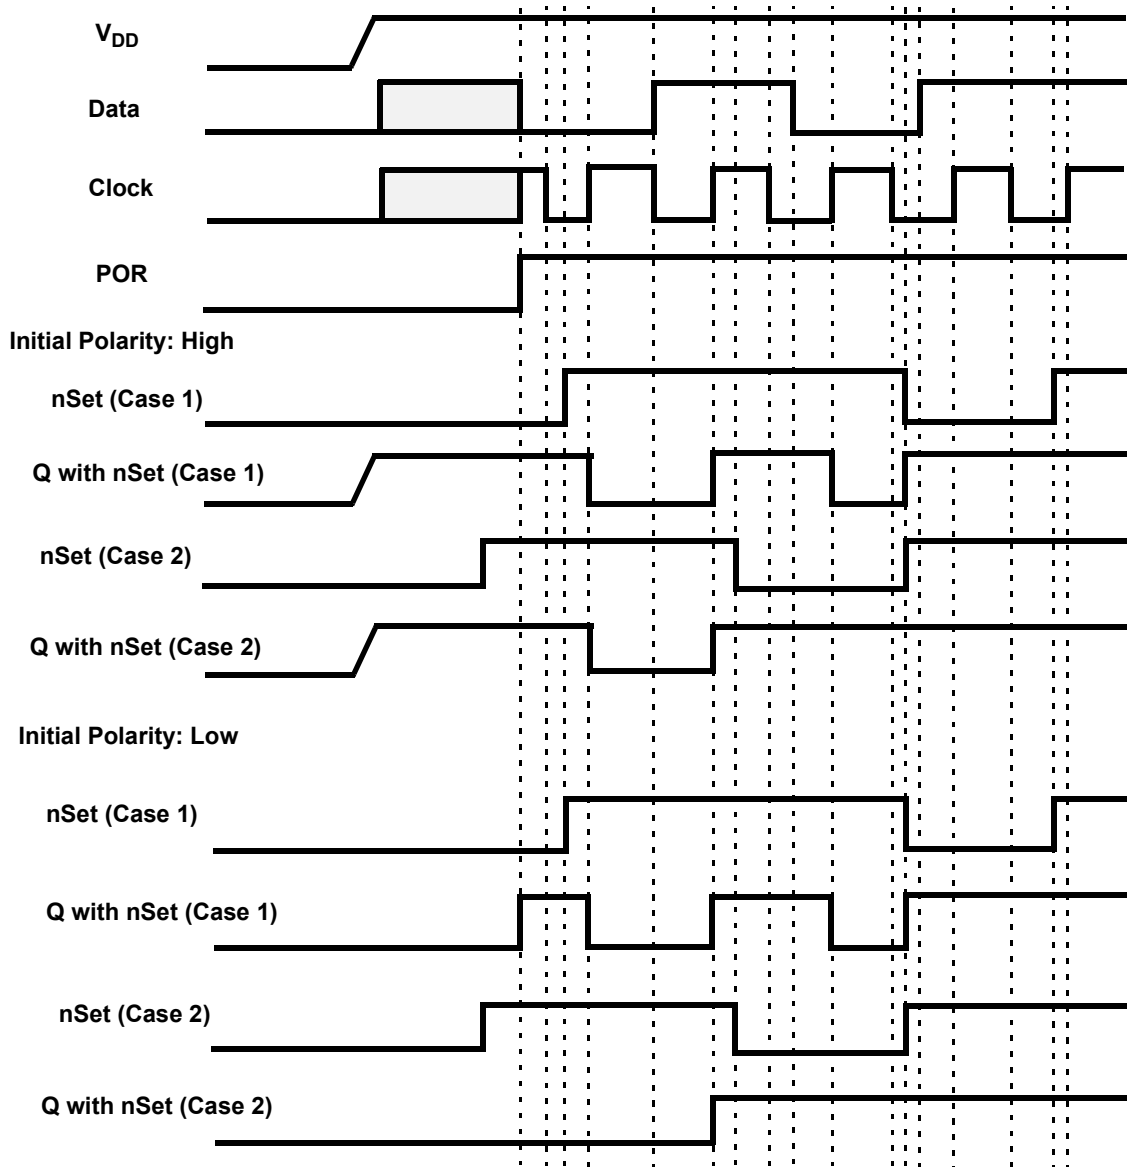 VDD
Data
Clock
POR
Initial Polarity: High
nSet (Case 1)
Q with nSet (Case 1)
nSet (Case 2)
Q with nSet (Case 2)
Initial Polarity: Low
nSet (Case 1)
Q with nSet (Case 1)
nSet (Case 2)
Q with nSet (Case 2)